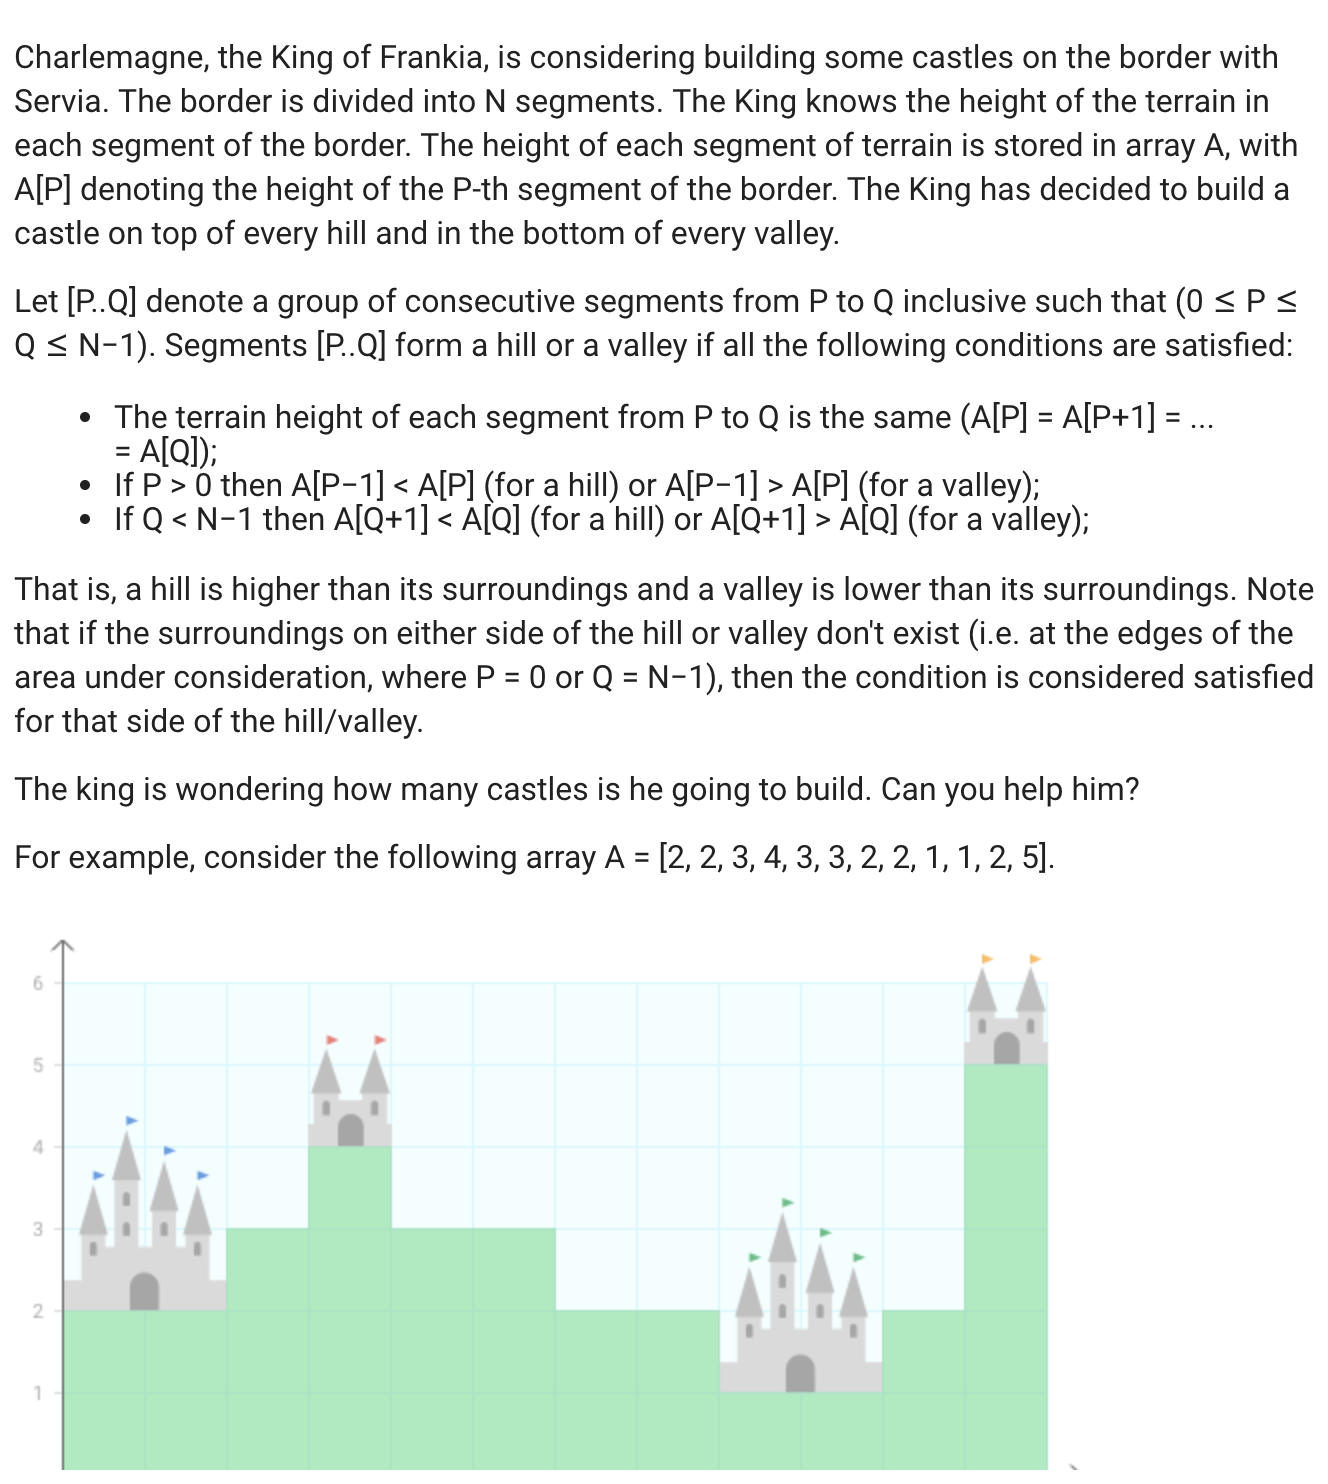 Charlemagne, the King of Frankia, is considering building some castles on the border with
Servia. The border is divided into N segments. The King knows the height of the terrain in
each segment of the border. The height of each segment of terrain is stored in array A, with
A[P] denoting the height of the P-th segment of the border. The King has decided to build a
castle on top of every hill and in the bottom of every valley.
Let [P..Q] denote a group of consecutive segments from P to Q inclusive such that (0 ≤ P ≤
Q ≤ N−1). Segments [P..Q] form a hill or a valley if all the following conditions are satisfied:
• The terrain height of each segment from P to Q is the same (A[P] = A[P+1] = ...
= A[Q]);
• If P > 0 then A[P−1] < A[P] (for a hill) or A[P−1] > A[P] (for a valley);
• If Q < N−1 then A[Q+1] < A[Q] (for a hill) or A[Q+1] > A[Q] (for a valley);
That is, a hill is higher than its surroundings and a valley is lower than its surroundings. Note
that if the surroundings on either side of the hill or valley don't exist (i.e. at the edges of the
area under consideration, where P = 0 or Q = N−1), then the condition is considered satisfied
for that side of the hill/valley.
The king is wondering how many castles is he going to build. Can you help him?
For example, consider the following array A = [2, 2, 3, 4, 3, 3, 2, 2, 1, 1, 2, 5].
6
5
4
3
2
1